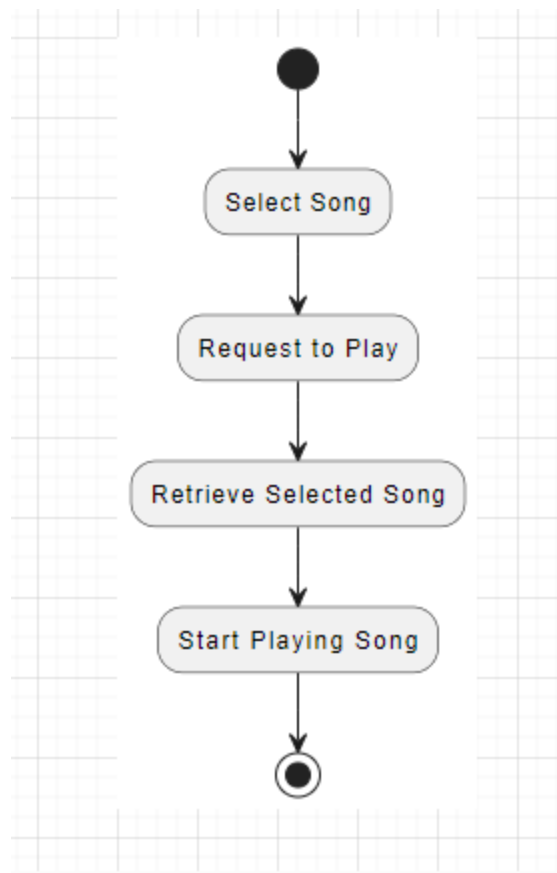 Select Song
Request to Play
Retrieve Selected Song
Start Playing Song